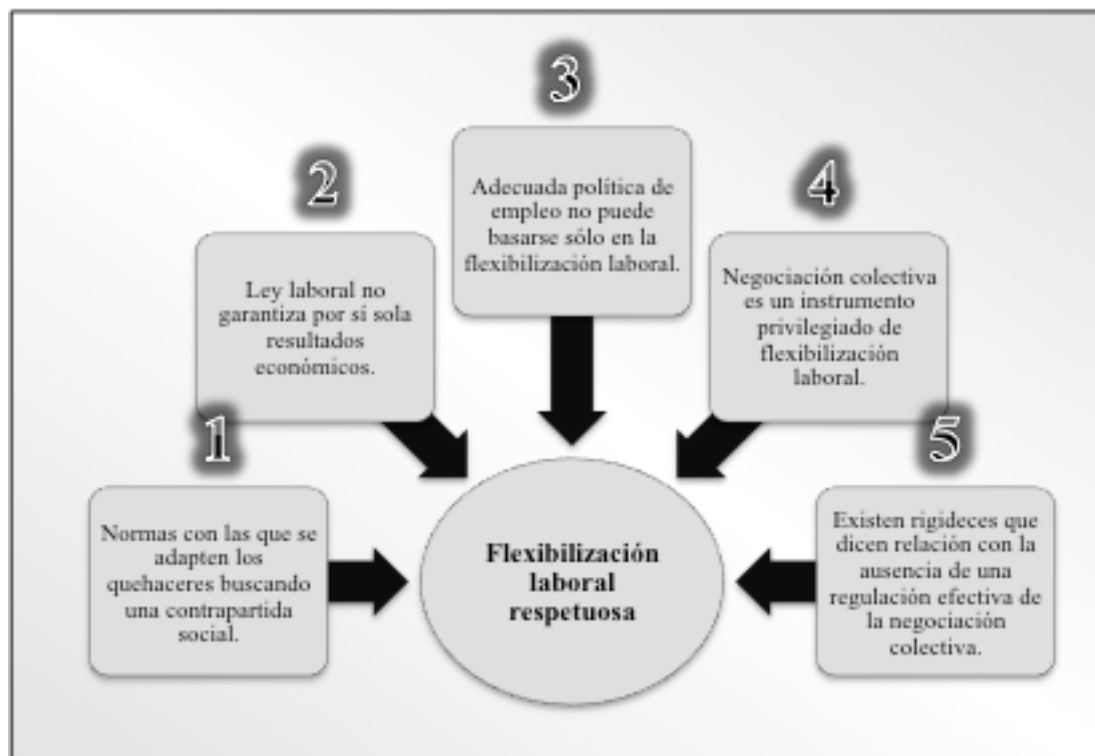 1
Normas con las que se
adapten los
quehaceres buscando
una contrapartida
social.
2
Ley laboral no
garantiza por sí sola
resultados
económicos.
3
Adecuada política de
empleo no puede
basarse sólo en la
flexibilización laboral.
4
Negociación colectiva
es un instrumento
privilegiado de
flexibilización
laboral.
5
Existen rigideces que
dicen relación con la
ausencia de una
regulación efectiva de
la negociación
colectiva.
Flexibilización
laboral
respetuosa